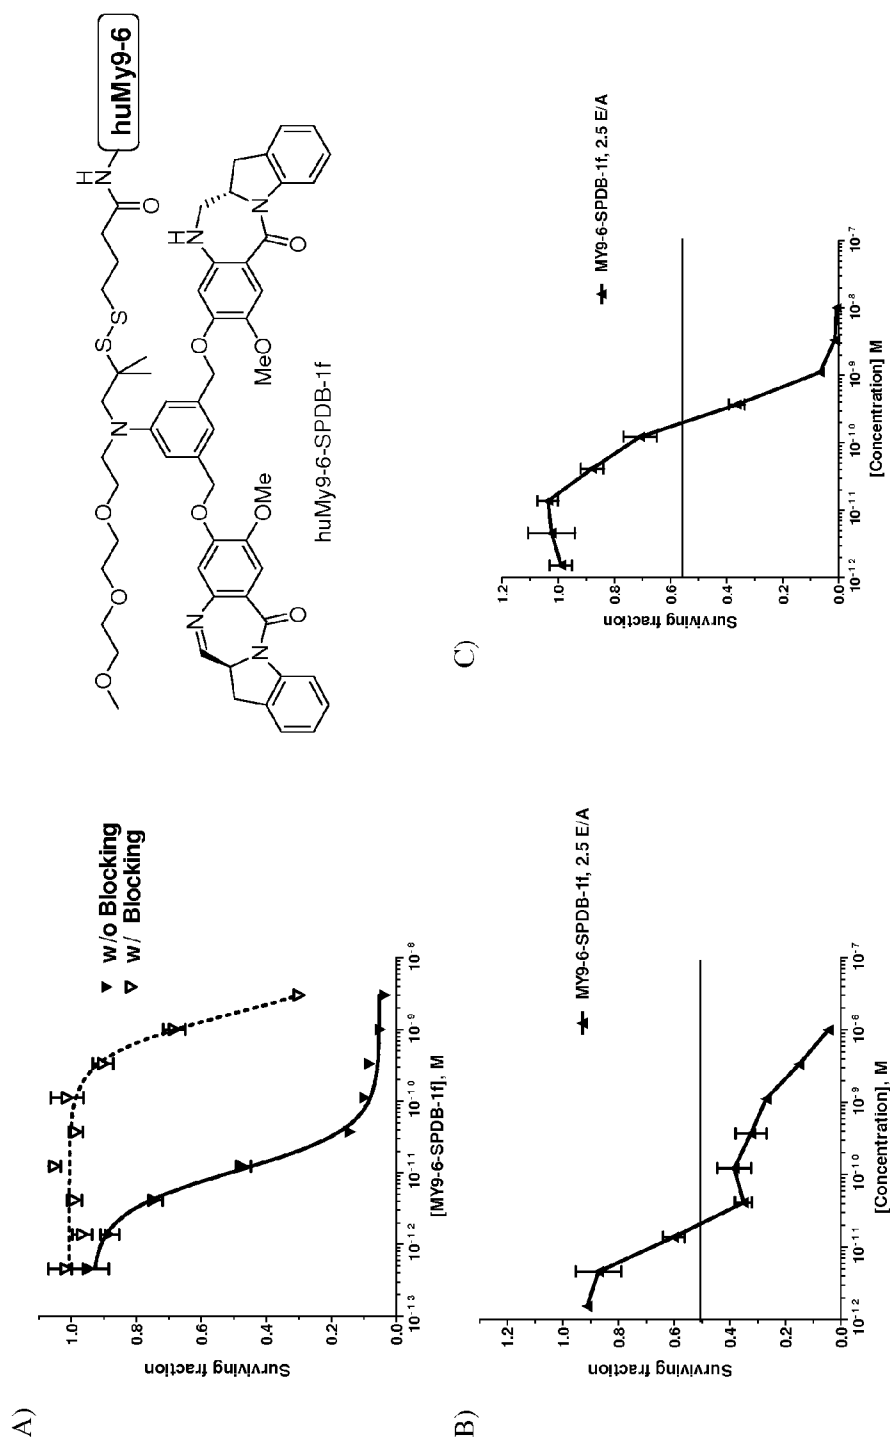 A)
Surviving fraction
1.0
0.8
0.6
0.4
0.2
0.0
10-13
10-12
10-11
10-10
10-9
10-8
[MY9-6-SPDB-1f], M
w/o Blocking
w/ Blocking
huMy9-6
H
N
O
S
S
N
O
O
O
O
O
OMe
MeO
N
N
O
H
N
N
O
huMy9-6-SPDB-1f
B)
Surviving fraction
1.2
1.0
0.8
0.6
0.4
0.2
0.0
10-12
10-11
10-10
10-9
10-8
10-7
[Concentration], M
MY9-6-SPDB-1f, 2.5 E/A
C)
Surviving fraction
1.2
1.0
0.8
0.6
0.4
0.2
0.0
10-12
10-11
10-10
10-9
10-8
10-7
[Concentration] M
MY9-6-SPDB-1f, 2.5 E/A